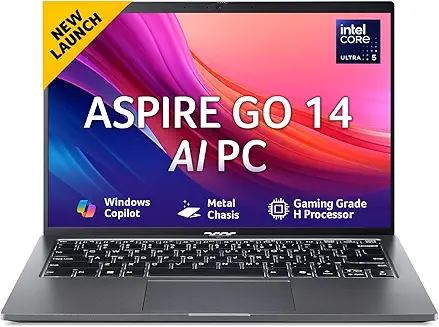 NEW
LAUNCH
intel
CORE
ULTRA 5
ASPIRE GO 14
AI PC
Windows
Copilot
Metal
Chasis
Gaming Grade
H Processor
acer